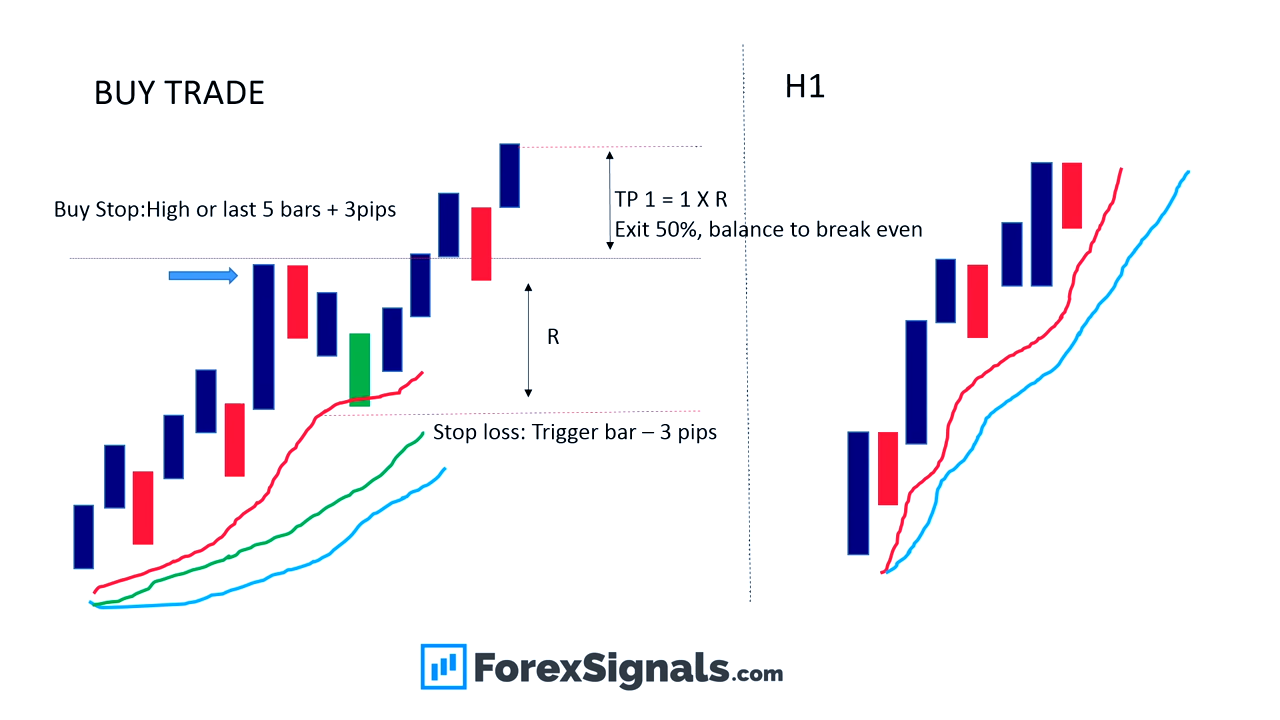 BUY TRADE
H1
Buy Stop:High or last 5 bars + 3pips
TP 1 = 1 X R
Exit 50%, balance to break even
R
Stop loss: Trigger bar – 3 pips
ForexSignals.com